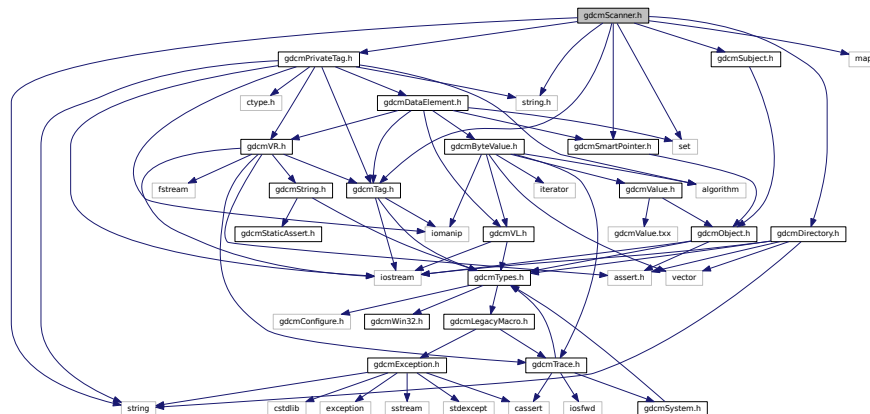 gdcmScanner.h
gdcmPrivateTag.h
gdcmSubject.h
map
ctype.h
gdcmDataElement.h
string.h
gdcmVR.h
gdcmByteValue.h
gdcmSmartPointer.h
set
fstream
gdcmString.h
gdcmTag.h
iterator
gdcmValue.h
algorithm
gdcmStaticAssert.h
iomanip
gdcmVL.h
gdcmValue.txx
gdcmObject.h
gdcmDirectory.h
iostream
gdcmTypes.h
assert.h
vector
gdcmConfigure.h
gdcmWin32.h
gdcmLegacyMacro.h
gdcmException.h
gdcmTrace.h
string
cstdlib
exception
sstream
stdexcept
cassert
iosfwd
gdcmSystem.h